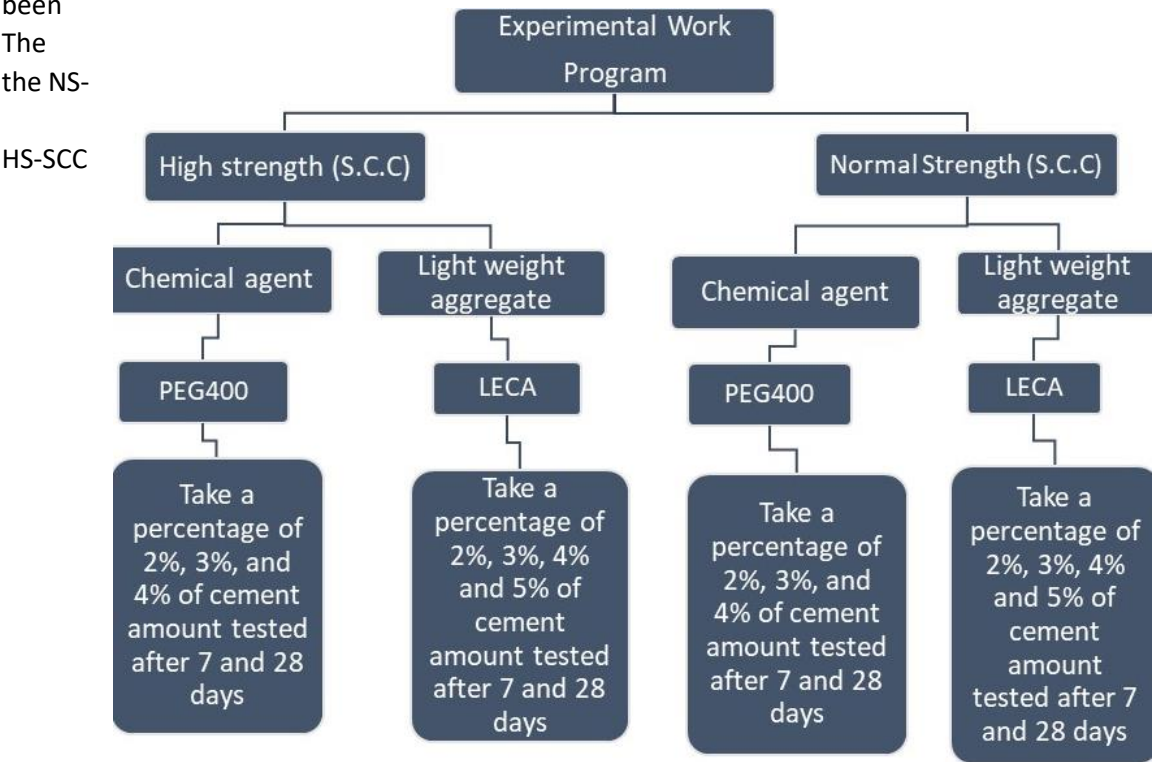 been
The
the NS-
HS-SCC
Experimental Work
Program
High strength (S.C.C)
Normal Strength (S.C.C)
Chemical agent
Light weight
aggregate
Chemical agent
Light weight
aggregate
PEG400
LECA
PEG400
LECA
Take a
percentage of
2%, 3%, and
4% of cement
amount tested
after 7 and 28
days
Take a
percentage of
2%, 3%, 4%
and 5% of
cement
amount tested
after 7 and 28
days
Take a
percentage of
2%, 3%, and
4% of cement
amount tested
after 7 and 28
days
Take a
percentage of
2%, 3%, 4%
and 5% of
cement
amount
tested after 7
and 28 days